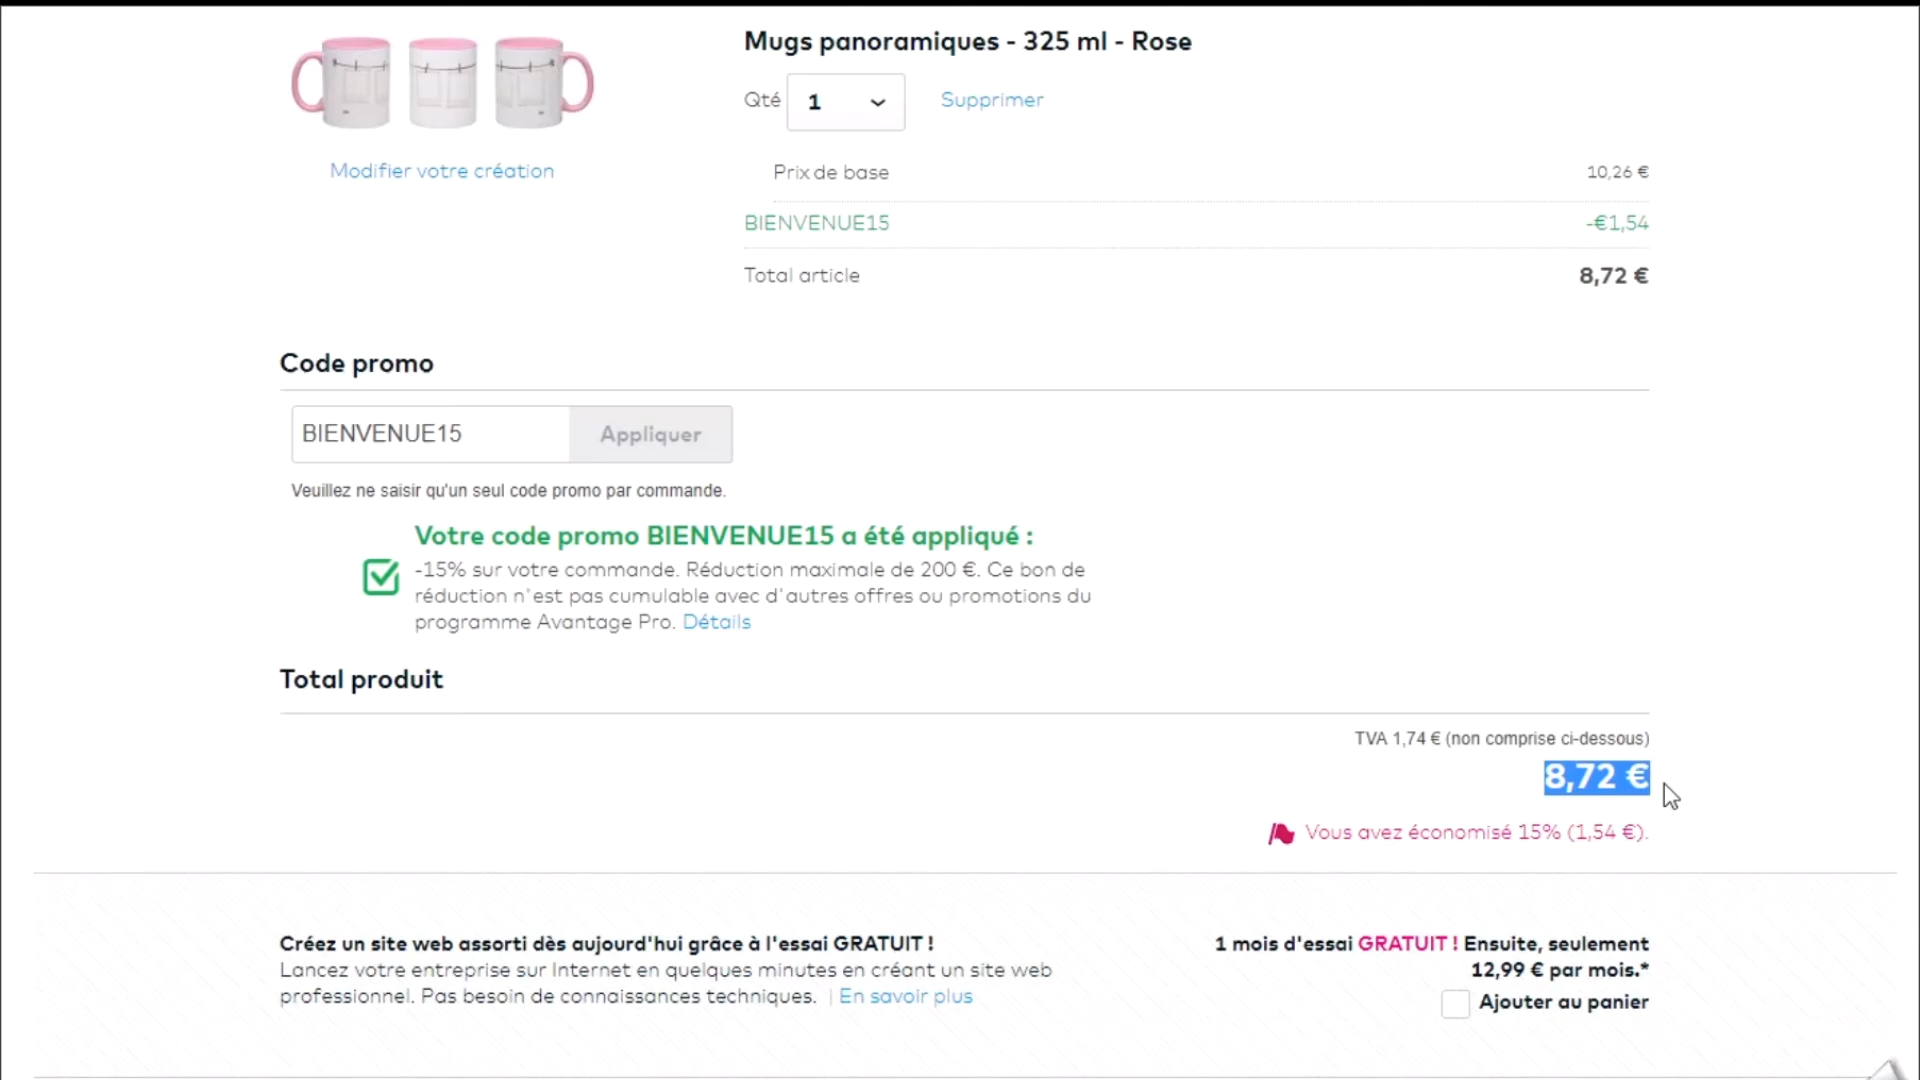 Mugs panoramiques - 325 ml - Rose
Qté 1 Supprimer
Modifier votre création
Prix de base 10,26 €
BIENVENUE15 -€1,54
Total article 8,72 €
Code promo
BIENVENUE15 Appliquer
Veuillez ne saisir qu'un seul code promo par commande.
Votre code promo BIENVENUE15 a été appliqué :
-15% sur votre commande. Réduction maximale de 200 €. Ce bon de
réduction n'est pas cumulable avec d'autres offres ou promotions du
programme Avantage Pro. Détails
Total produit
TVA 1,74 € (non comprise ci-dessous)
8,72 €
Vous avez économisé 15% (1,54 €).
Créez un site web assorti dès aujourd'hui grâce à l'essai GRATUIT !
Lancez votre entreprise sur Internet en quelques minutes en créant un site web
professionnel. Pas besoin de connaissances techniques. | En savoir plus
1 mois d'essai GRATUIT ! Ensuite, seulement
12,99 € par mois.*
Ajouter au panier